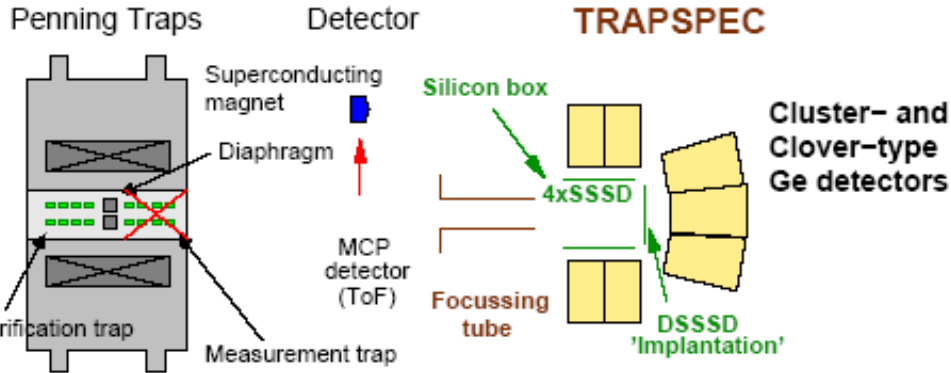 Penning Traps
Detector
TRAPSPEC
Superconducting
magnet
Diaphragm
Silicon box
4xSSSD
Cluster- and
Clover-type
Ge detectors
MCP
detector
(ToF)
Focussing
tube
DSSSD
'Implantation'
rification trap
Measurement trap